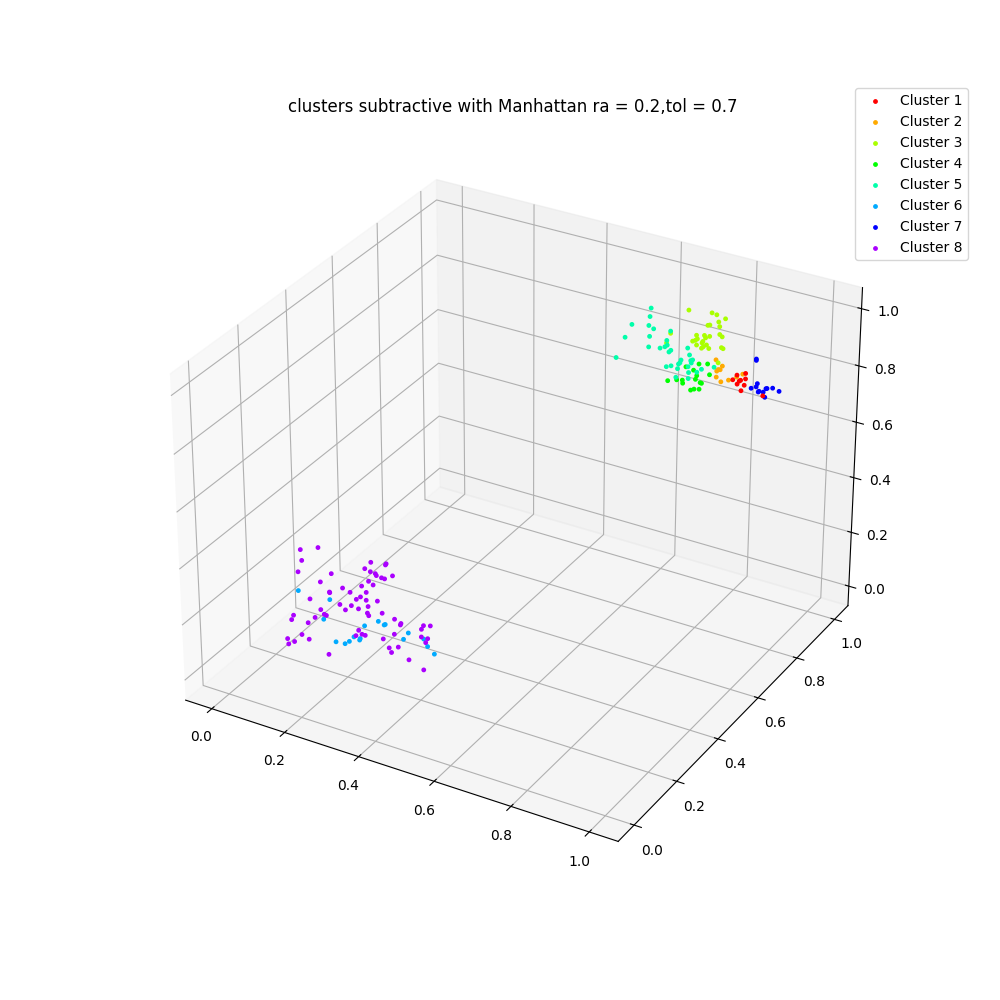 clusters subtractive with Manhattan ra = 0.2,tol = 0.7
Cluster 1
Cluster 2
Cluster 3
Cluster 4
Cluster 5
Cluster 6
Cluster 7
Cluster 8
1.0
0.8
0.6
0.4
0.2
0.0
1.0
0.8
0.6
0.4
0.2
0.0
0.0
0.2
0.4
0.6
0.8
1.0